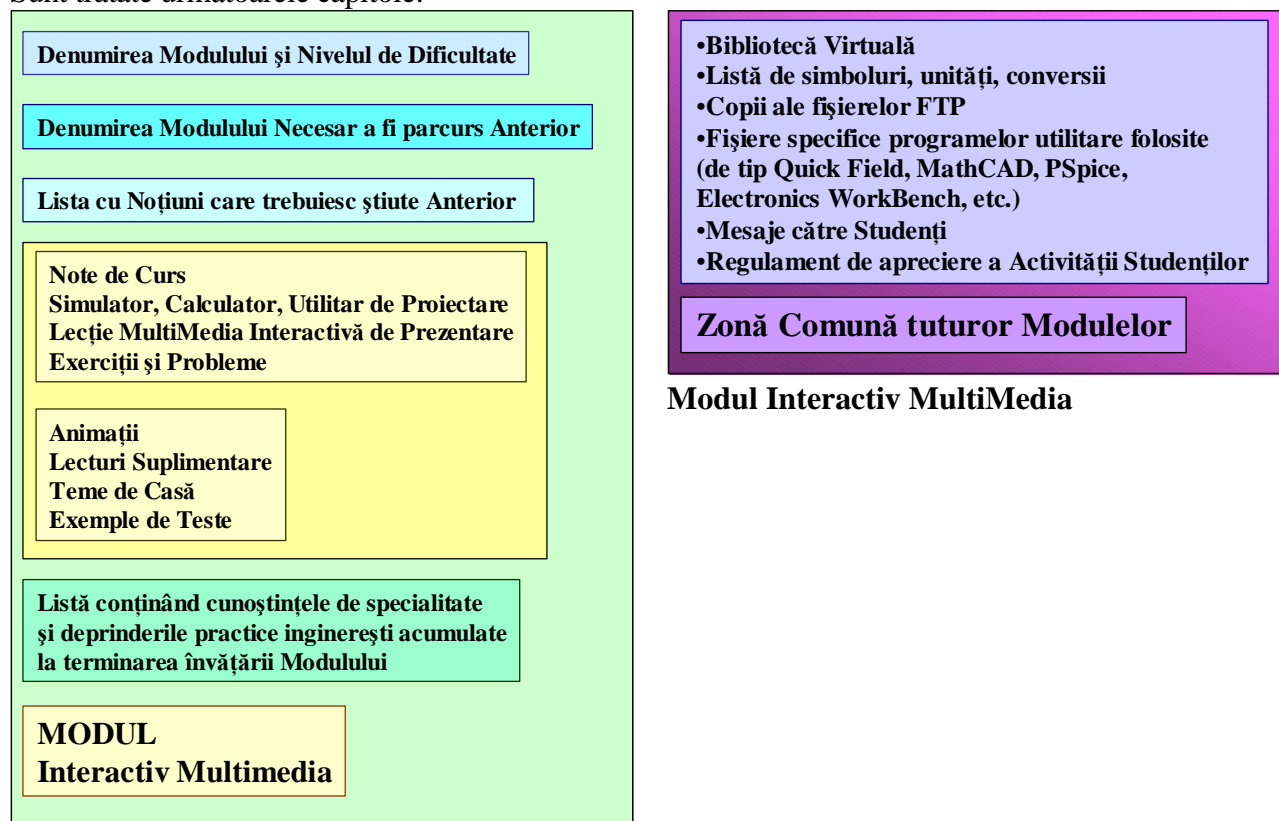 Sunt tratate următoarele capitole:
Denumirea Modulului şi Nivelul de Dificultate
Denumirea Modulului Necesar a fi parcurs Anterior
Lista cu Noţiuni care trebuiesc ştiute Anterior
Note de Curs
Simulator, Calculator, Utilitar de Proiectare
Lecţie MultiMedia Interactivă de Prezentare
Exerciţii şi Probleme
Animaţii
Lecturi Suplimentare
Teme de Casă
Exemple de Teste
Listă conţinând cunoştinţele de specialitate
şi deprinderile practice inginereşti acumulate
la terminarea învăţării Modulului
MODUL
Interactiv Multimedia
•Bibliotecă Virtuală
•Listă de simboluri, unităţi, conversii
•Copii ale fişierelor FTP
•Fişiere specifice programelor utilitare folosite
(de tip Quick Field, MathCAD, PSpice,
Electronics WorkBench, etc.)
•Mesaje către Studenţi
•Regulament de apreciere a Activităţii Studenţilor
Zonă Comună tuturor Modulelor
Modul Interactiv MultiMedia